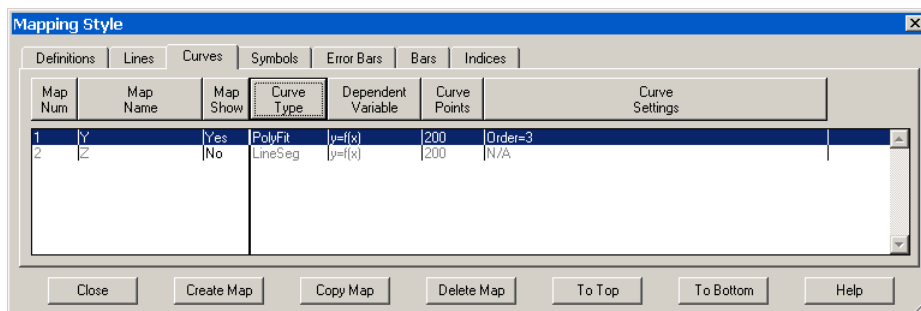 Mapping Style
Definitions Lines Curves Symbols Error Bars Bars Indices
Map Num Map Name Map Show Curve Type Dependent Variable Curve Points Curve Settings
1 Y Yes PolyFit y=f(x) 200 Order=3
2 Z No LineSeg y=f(x) 200 N/A
Close Create Map Copy Map Delete Map To Top To Bottom Help